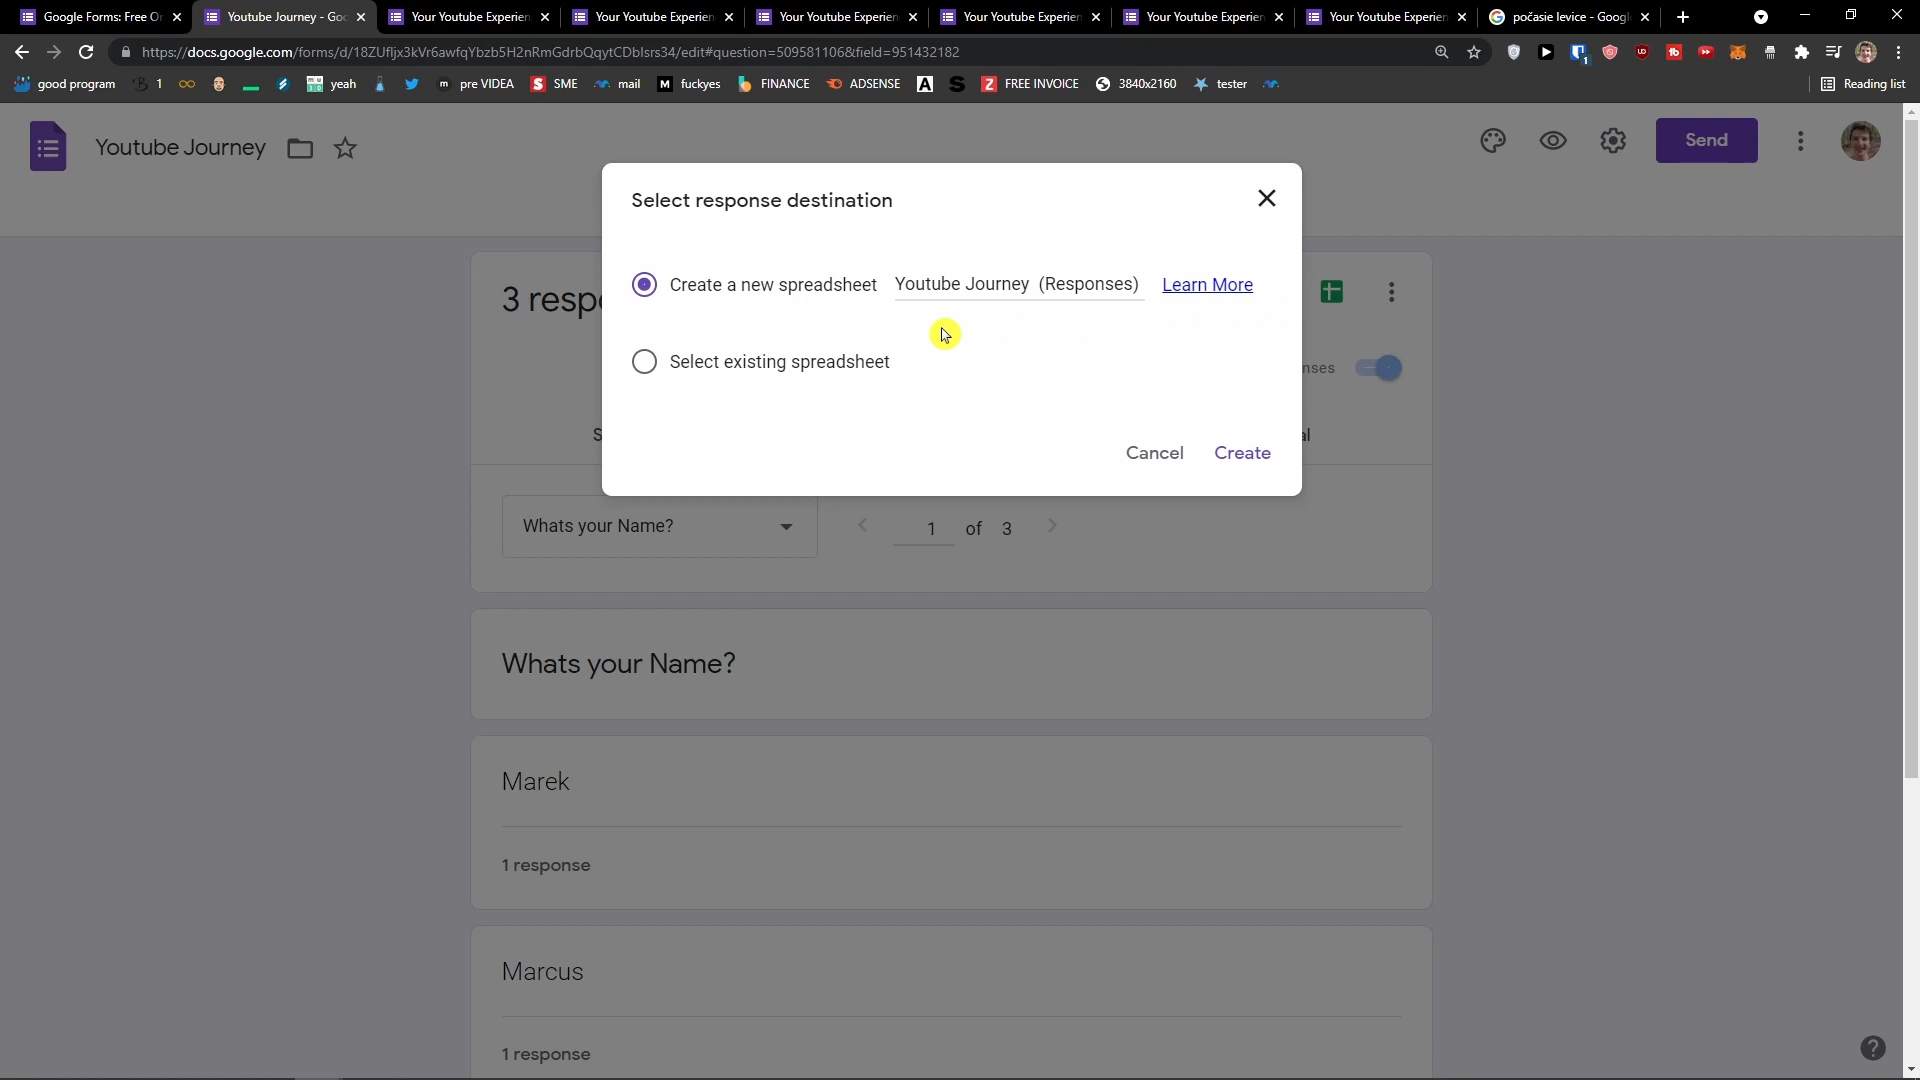 Google Forms: Free O
Youtube Journey - Goo
Your Youtube Experien
Your Youtube Experien
Your Youtube Experien
Your Youtube Experien
Your Youtube Experien
Your Youtube Experien
počasie levice - Googl
https://docs.google.com/forms/d/18ZUfljx3kVr6awfqYbzb5H2nRmGdrbQqytCDblsrs34/edit#question=509581106&field=951432182
good program
1
yeah
pre VIDEA
SME
mail
fuckyes
FINANCE
ADSENSE
FREE INVOICE
3840x2160
tester
Reading list
Youtube Journey
Send
Select response destination
Create a new spreadsheet
Youtube Journey (Responses)
Learn More
3 resp
Select existing spreadsheet
nses
S
al
Cancel
Create
Whats your Name?
1 of 3
Whats your Name?
Marek
1 response
Marcus
1 response